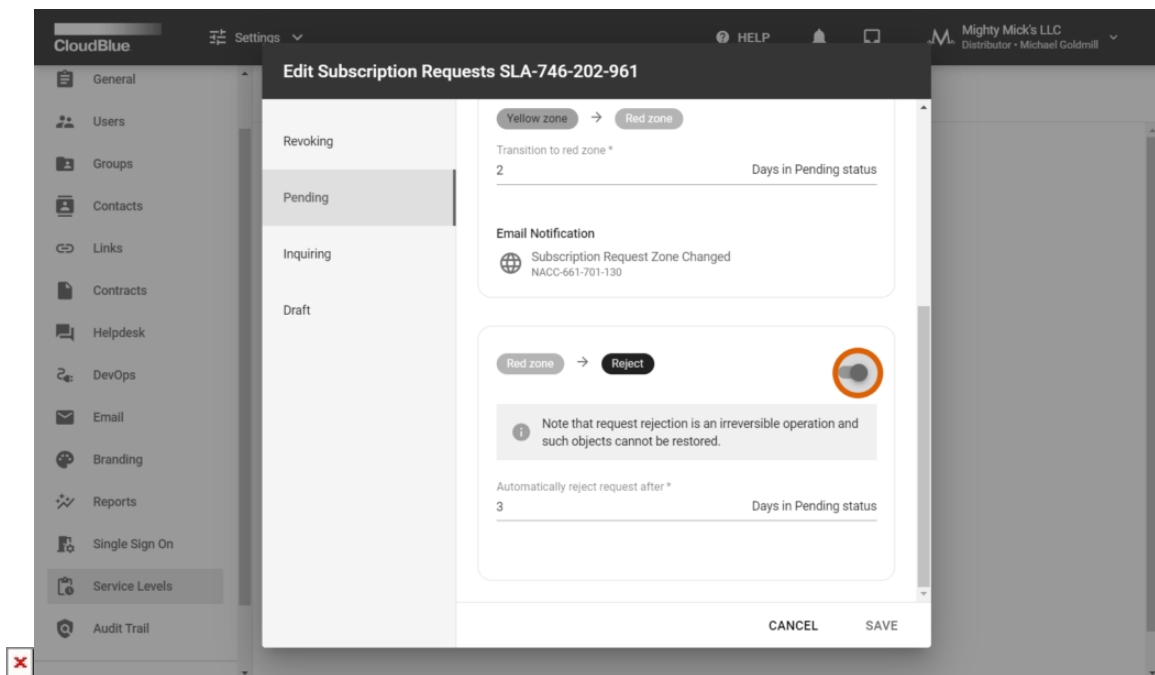 CloudBlue
Settings
HELP
Mighty Mick's LLC
Distributor • Michael Goldmill
General
Users
Groups
Contacts
Links
Contracts
Helpdesk
DevOps
Email
Branding
Reports
Single Sign On
Service Levels
Audit Trail
Edit Subscription Requests SLA-746-202-961
Revoking
Pending
Inquiring
Draft
Yellow zone → Red zone
Transition to red zone *
2 Days in Pending status
Email Notification
Subscription Request Zone Changed
NACC-661-701-130
Red zone → Reject
Note that request rejection is an irreversible operation and
such objects cannot be restored.
Automatically reject request after *
3 Days in Pending status
CANCEL SAVE